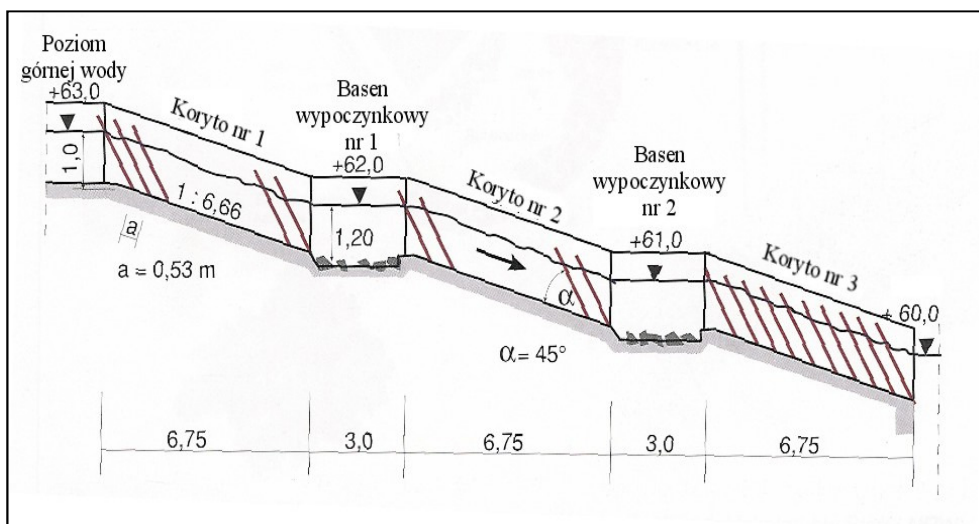 Poziom
górnej wody
+63,0
1,0
Koryto nr 1
1 : 6,66
a
a = 0,53 m
Basen
wypoczynkowy
nr 1
+62,0
1,20
Koryto nr 2
α
α = 45°
Basen
wypoczynkowy
nr 2
+61,0
Koryto nr 3
+ 60,0
6,75
3,0
6,75
3,0
6,75